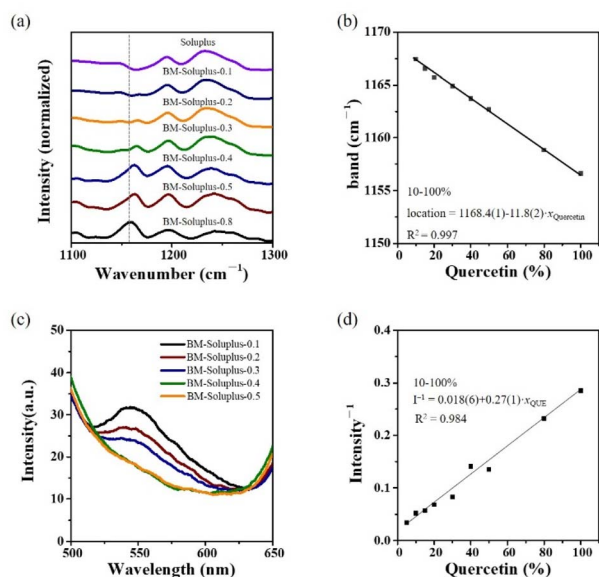 (a)
Intensity (normalized)
Soluplus
BM-Soluplus-0.1
BM-Soluplus-0.2
BM-Soluplus-0.3
BM-Soluplus-0.4
BM-Soluplus-0.5
BM-Soluplus-0.8
1100 1200 1300
Wavenumber (cm⁻¹)
(b)
band (cm⁻¹)
1170
1165
1160
1155
1150
10-100%
location = 1168.4(1)-11.8(2)·xQuercetin
R² = 0.997
0 20 40 60 80 100
Quercetin (%)
(c)
Intensity(a.u.)
50
40
30
20
10
0
BM-Soluplus-0.1
BM-Soluplus-0.2
BM-Soluplus-0.3
BM-Soluplus-0.4
BM-Soluplus-0.5
500 550 600 650
Wavelength (nm)
(d)
Intensity⁻¹
0.4
0.3
0.2
0.1
0.0
10-100%
I⁻¹ = 0.018(6)+0.27(1)·xQUE
R² = 0.984
0 20 40 60 80 100
Quercetin (%)